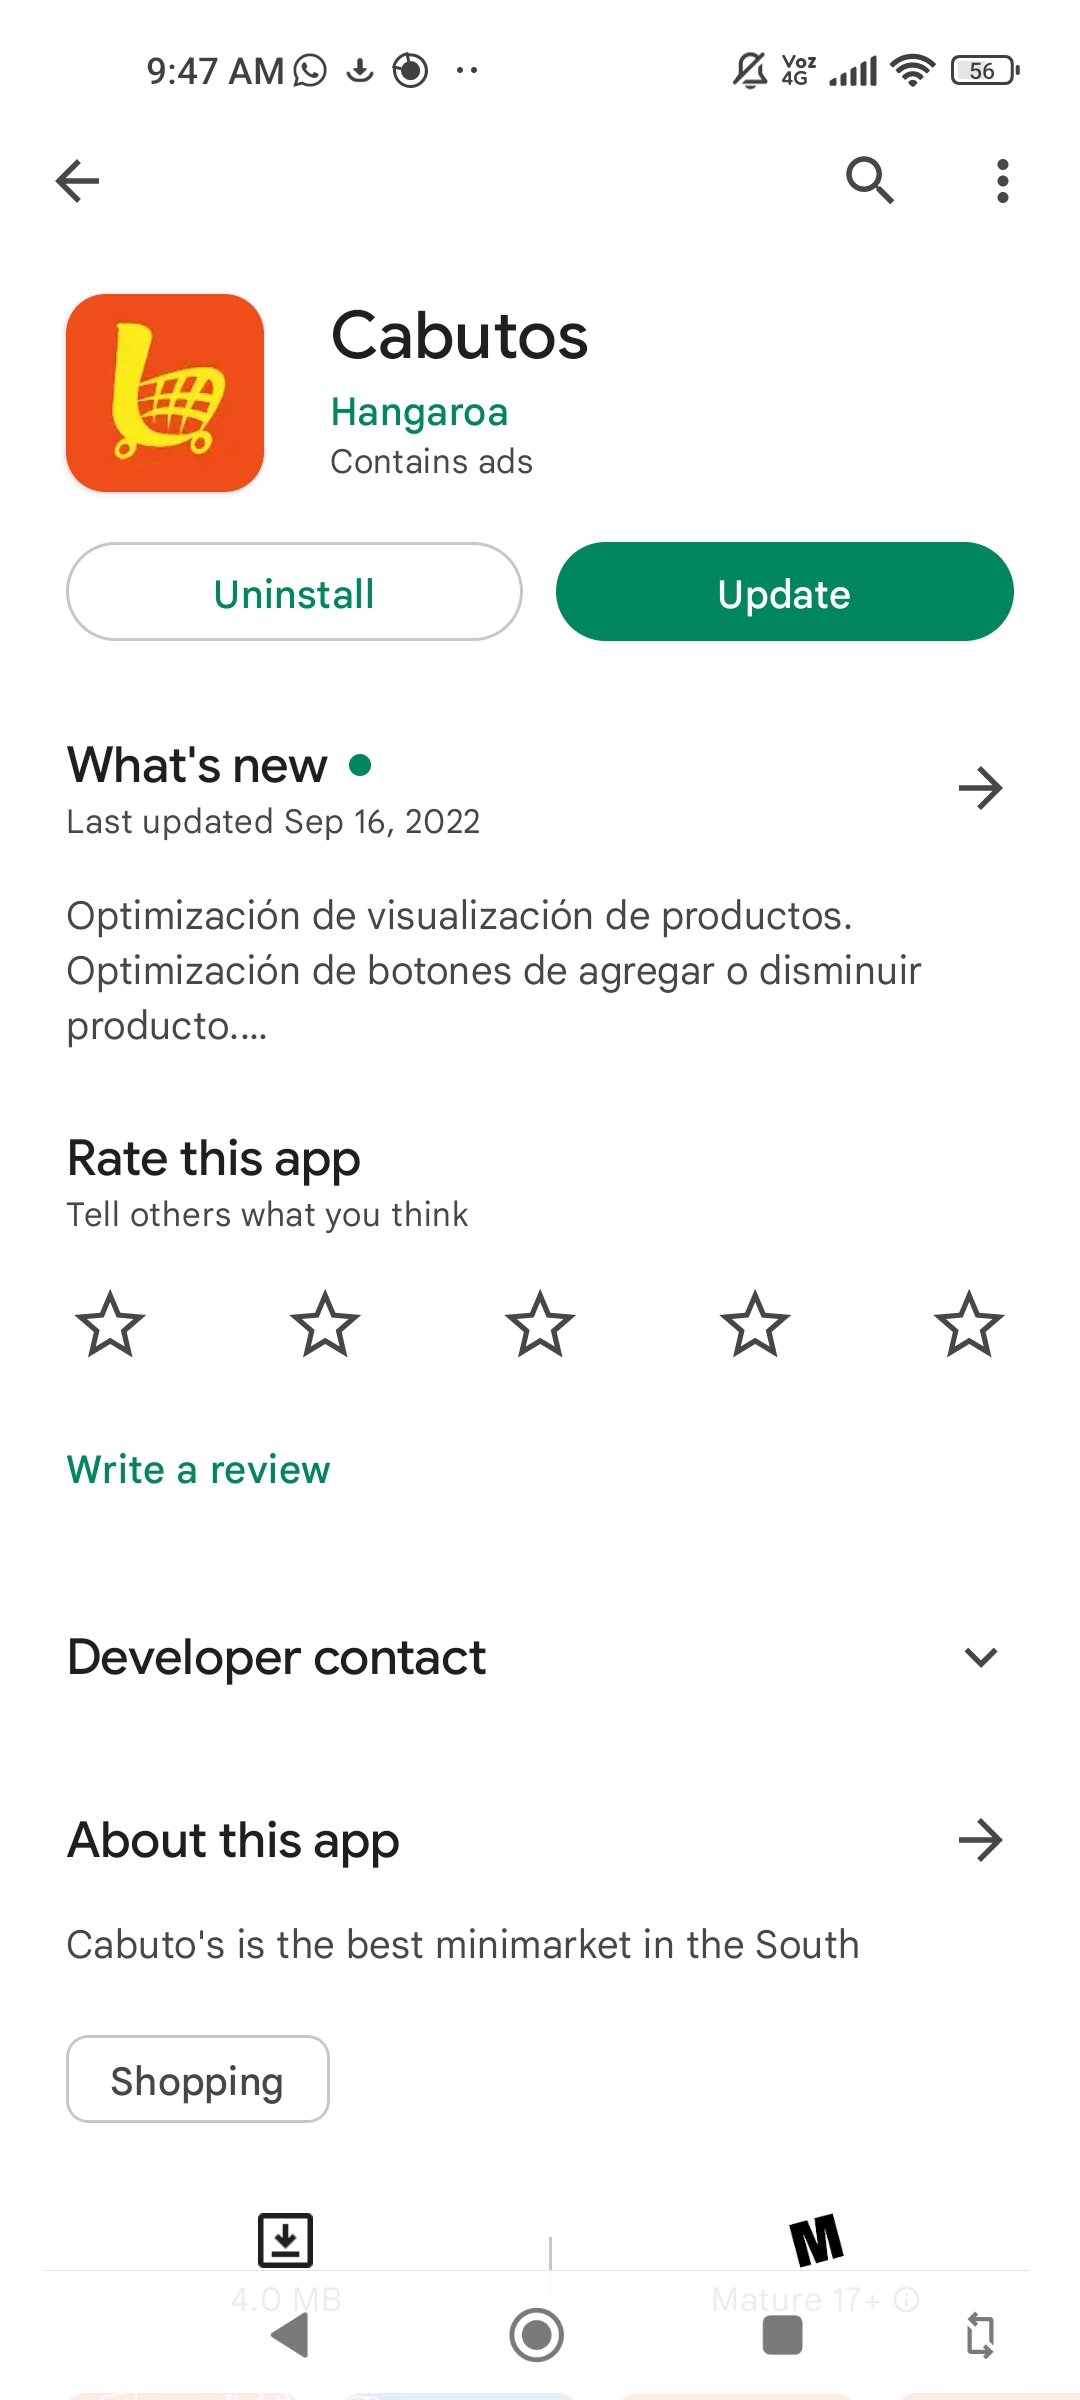 9:47 AM
Voz
4G
56
Cabutos
Hangaroa
Contains ads
Uninstall
Update
What's new
Last updated Sep 16, 2022
Optimización de visualización de productos.
Optimización de botones de agregar o disminuir
producto....
Rate this app
Tell others what you think
Write a review
Developer contact
About this app
Cabuto's is the best minimarket in the South
Shopping
4.0 MB
Mature 17+